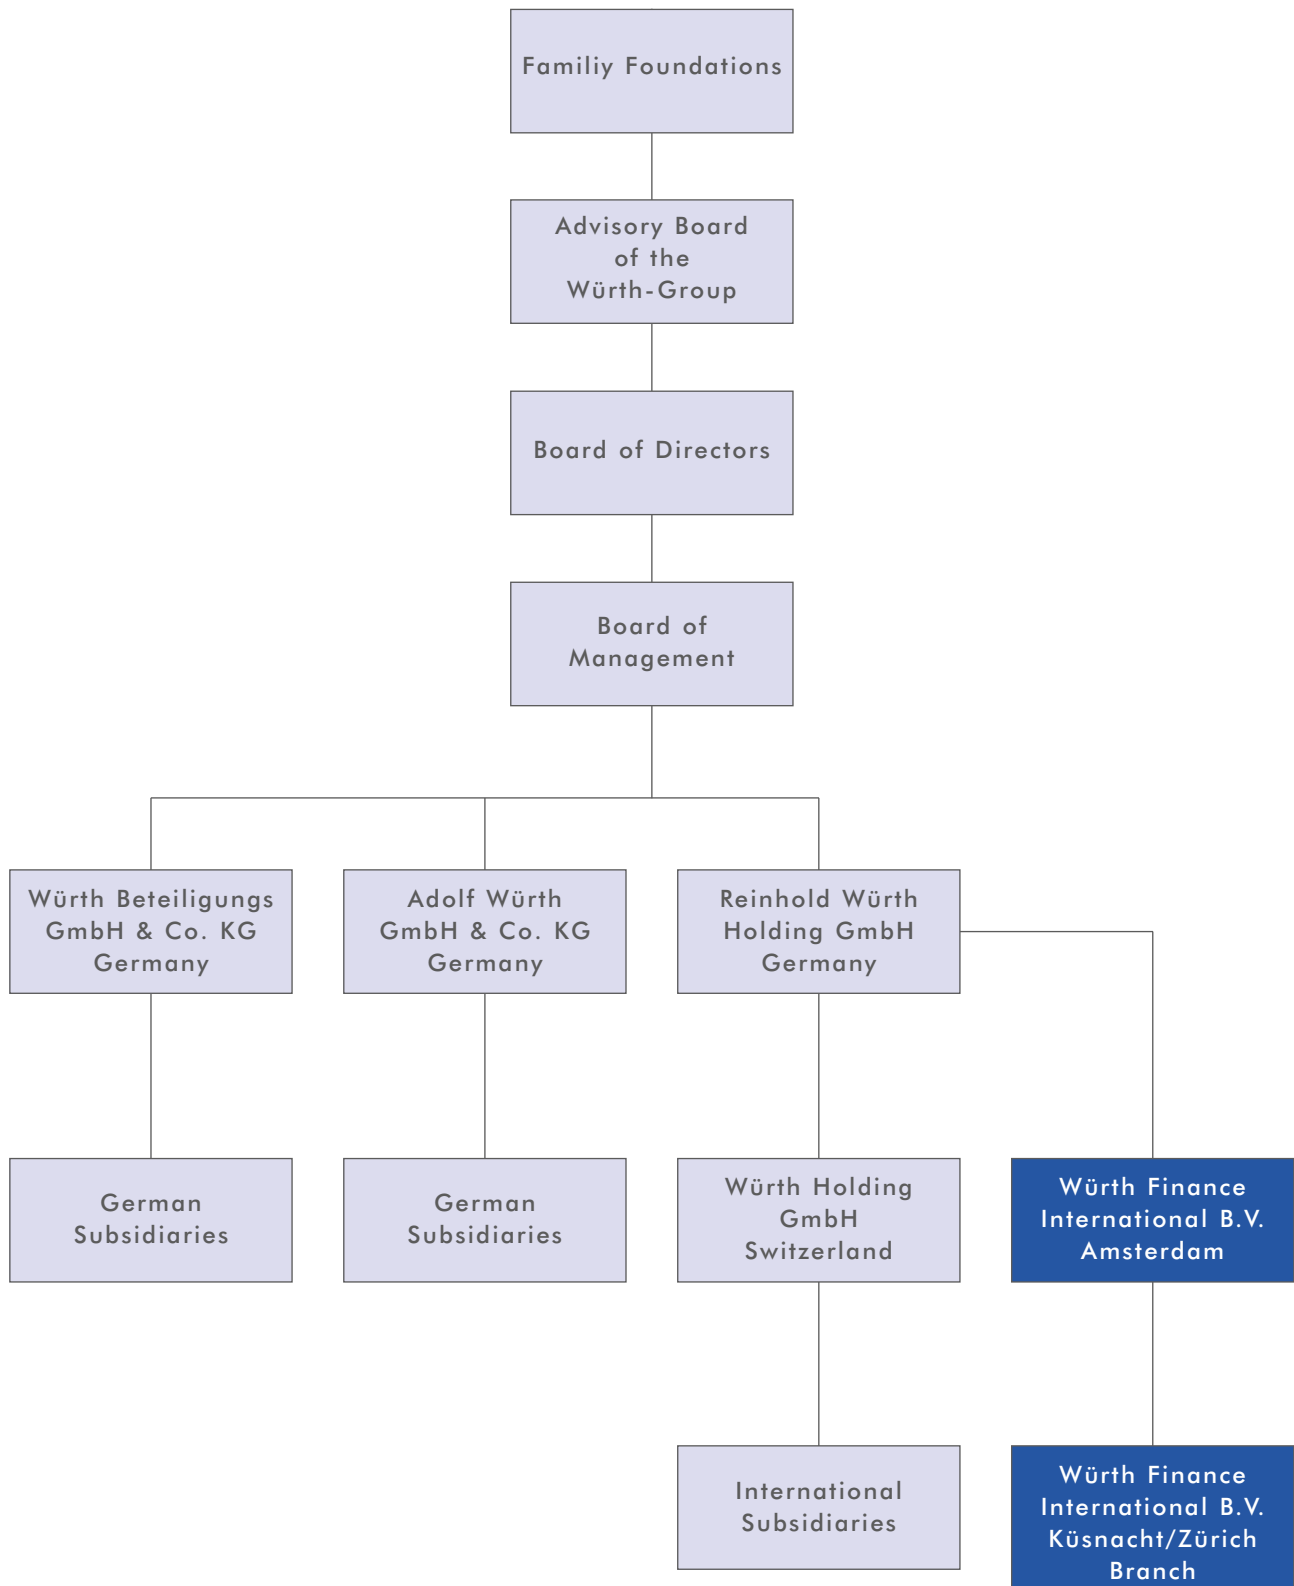 Familiy Foundations
Advisory Board
of the
Würth-Group
Board of Directors
Board of
Management
Würth Beteiligungs
GmbH & Co. KG
Germany
Adolf Würth
GmbH & Co. KG
Germany
Reinhold Würth
Holding GmbH
Germany
German
Subsidiaries
German
Subsidiaries
Würth Holding
GmbH
Switzerland
Würth Finance
International B.V.
Amsterdam
International
Subsidiaries
Würth Finance
International B.V.
Küsnacht/Zürich
Branch